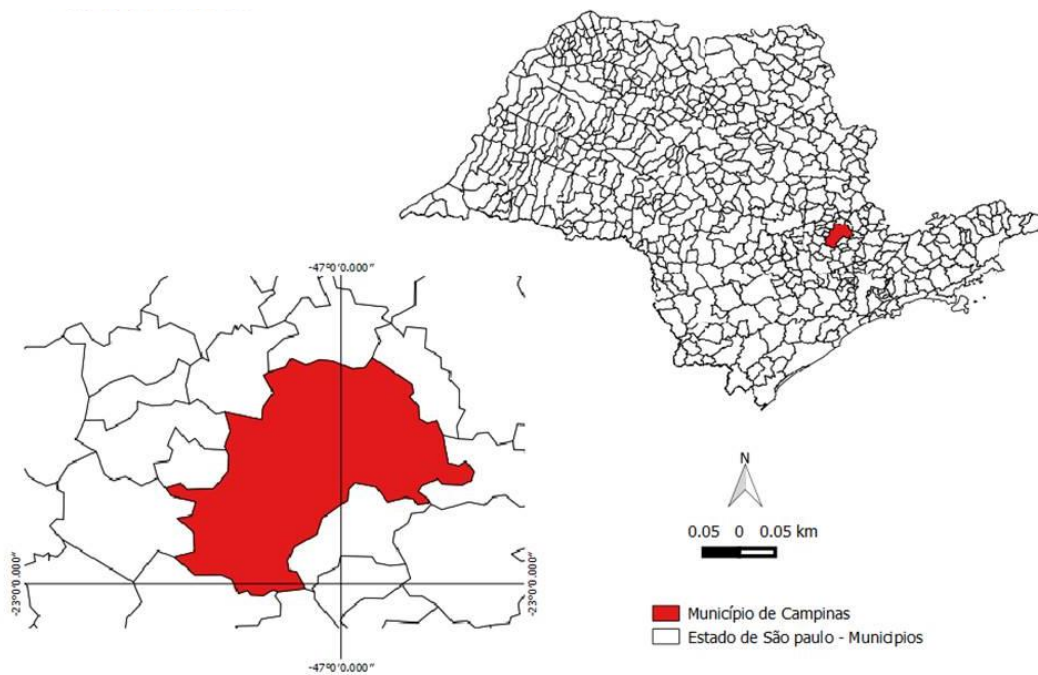 -47°0'0.000"
-23°0'0.000"
-23°0'0.000"
-47°0'0.000"
N
0.05 0 0.05 km
Município de Campinas
Estado de São paulo - Municipios